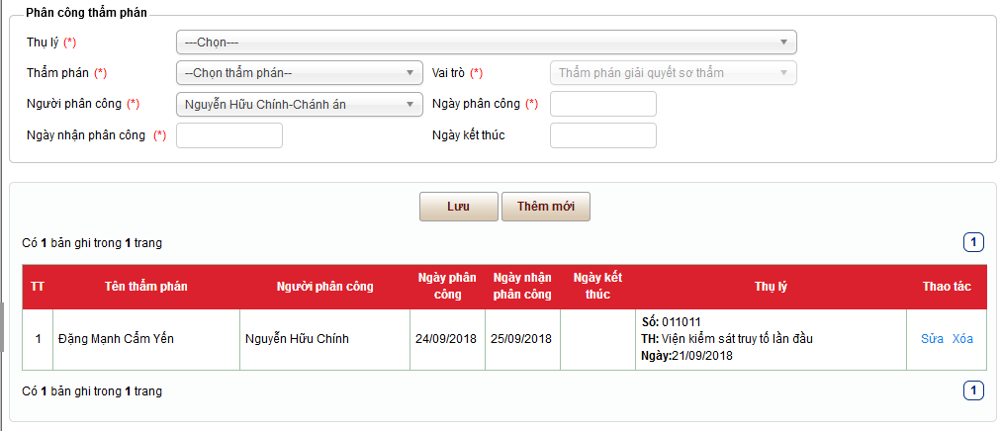 Phân công thẩm phán
Thụ lý (*) ---Chọn---
Thẩm phán (*) --Chọn thẩm phán-- Vai trò (*) Thẩm phán giải quyết sơ thẩm
Người phân công (*) Nguyễn Hữu Chính-Chánh án Ngày phân công (*)
Ngày nhận phân công (*) Ngày kết thúc
Lưu Thêm mới
Có 1 bản ghi trong 1 trang 1
TT Tên thẩm phán Người phân công Ngày phân công Ngày nhận phân công Ngày kết thúc Thụ lý Thao tác
1 Đặng Mạnh Cẩm Yến Nguyễn Hữu Chính 24/09/2018 25/09/2018 Số: 011011
TH: Viện kiểm sát truy tố lần đầu
Ngày:21/09/2018
Sửa Xóa
Có 1 bản ghi trong 1 trang 1